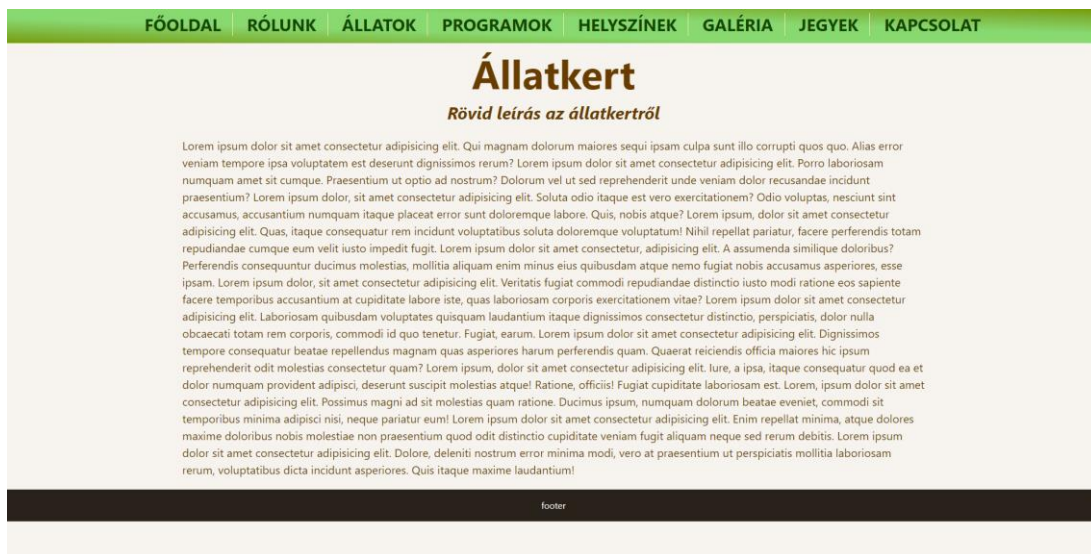 FŐOLDAL RÓLUNK ÁLLATOK PROGRAMOK HELYSZÍNEK GALÉRIA JEGYEK KAPCSOLAT
Állatkert
Rövid leírás az állatkertről
Lorem ipsum dolor sit amet consectetur adipisicing elit. Qui magnam dolorum maiores sequi ipsam culpa sunt illo corrupti quos quo. Alias error
veniam tempore ipsa voluptatem est deserunt dignissimos rerum? Lorem ipsum dolor sit amet consectetur adipisicing elit. Porro laboriosam
numquam amet sit cumque. Praesentium ut optio ad nostrum? Dolorum vel ut sed reprehenderit unde veniam dolor recusandae incidunt
praesentium? Lorem ipsum dolor, sit amet consectetur adipisicing elit. Soluta odio itaque est vero exercitationem? Odio voluptas, nesciunt sint
accusamus, accusantium numquam itaque placeat error sunt doloremque labore. Quis, nobis atque? Lorem ipsum, dolor sit amet consectetur
adipisicing elit. Quas, itaque consequatur rem incidunt voluptatibus soluta doloremque voluptatum! Nihil repellat pariatur, facere perferendis totam
repudiandae cumque eum velit iusto impedit fugit. Lorem ipsum dolor sit amet consectetur, adipisicing elit. A assumenda similique doloribus?
Perferendis consequuntur ducimus molestias, mollitia aliquam enim minus eius quibusdam atque nemo fugiat nobis accusamus asperiores, esse
ipsam. Lorem ipsum dolor, sit amet consectetur adipisicing elit. Veritatis fugiat commodi repudiandae distinctio iusto modi ratione eos sapiente
facere temporibus accusantium at cupiditate labore iste, quas laboriosam corporis exercitationem vitae? Lorem ipsum dolor sit amet consectetur
adipisicing elit. Laboriosam quibusdam voluptates quisquam laudantium itaque dignissimos consectetur distinctio, perspiciatis, dolor nulla
obcaecati totam rem corporis, commodi id quo tenetur. Fugiat, earum. Lorem ipsum dolor sit amet consectetur adipisicing elit. Dignissimos
tempore consequatur beatae repellendus magnam quas asperiores harum perferendis quam. Quaerat reiciendis officia maiores hic ipsum
reprehenderit odit molestias consectetur quam? Lorem ipsum, dolor sit amet consectetur adipisicing elit. Iure, a ipsa, itaque consequatur quod ea et
dolor numquam provident adipisci, deserunt suscipit molestias atque! Ratione, officiis! Fugiat cupiditate laboriosam est. Lorem, ipsum dolor sit amet
consectetur adipisicing elit. Possimus magni ad sit molestias quam ratione. Ducimus ipsum, numquam dolorum beatae eveniet, commodi sit
temporibus minima adipisci nisi, neque pariatur eum! Lorem ipsum dolor sit amet consectetur adipisicing elit. Enim repellat minima, atque dolores
maxime doloribus nobis molestiae non praesentium quod odit distinctio cupiditate veniam fugit aliquam neque sed rerum debitis. Lorem ipsum
dolor sit amet consectetur adipisicing elit. Dolore, deleniti nostrum error minima modi, vero at praesentium ut perspiciatis mollitia laboriosam
rerum, voluptatibus dicta incidunt asperiores. Quis itaque maxime laudantium!
footer